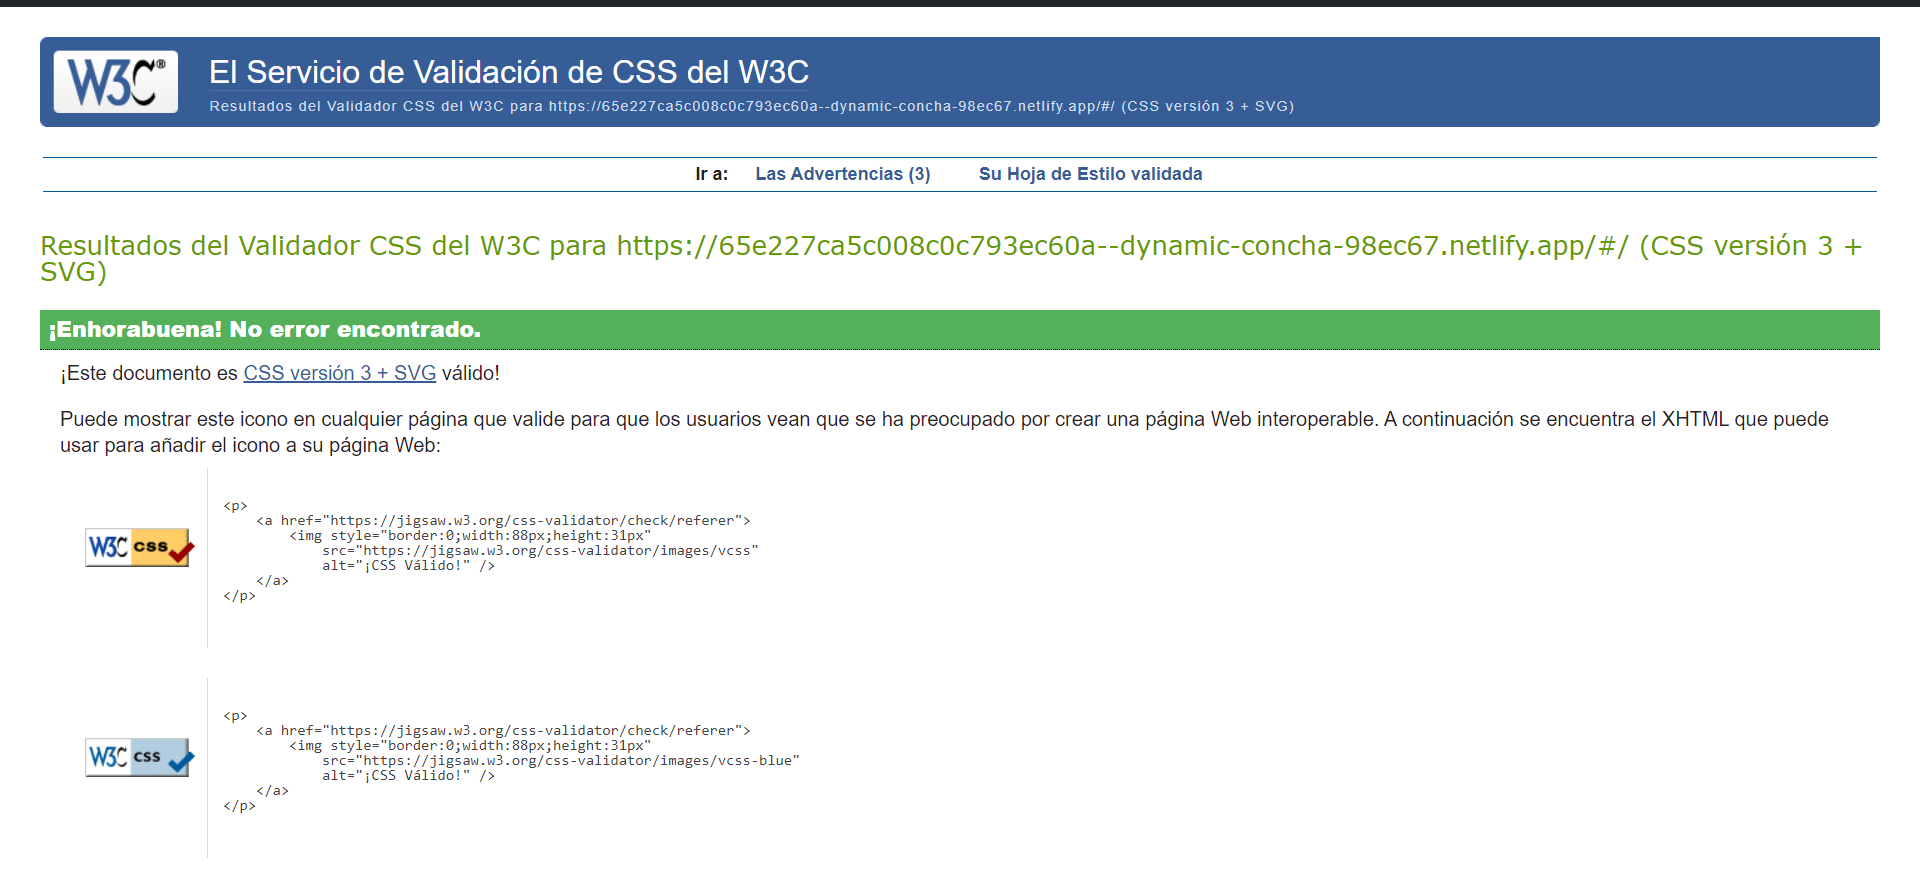 W3C®
El Servicio de Validación de CSS del W3C
Resultados del Validador CSS del W3C para https://65e227ca5c008c0c793ec60a--dynamic-concha-98ec67.netlify.app/#/ (CSS versión 3 + SVG)
Ir a: Las Advertencias (3) Su Hoja de Estilo validada
Resultados del Validador CSS del W3C para https://65e227ca5c008c0c793ec60a--dynamic-concha-98ec67.netlify.app/#/ (CSS versión 3 +
SVG)
¡Enhorabuena! No error encontrado.
¡Este documento es CSS versión 3 + SVG válido!
Puede mostrar este icono en cualquier página que valide para que los usuarios vean que se ha preocupado por crear una página Web interoperable. A continuación se encuentra el XHTML que puede
usar para añadir el icono a su página Web:
W3C css
<p>
    <a href="https://jigsaw.w3.org/css-validator/check/referer">
        <img style="border:0;width:88px;height:31px"
            src="https://jigsaw.w3.org/css-validator/images/vcss"
            alt="¡CSS Válido!" />
    </a>
</p>
W3C css
<p>
    <a href="https://jigsaw.w3.org/css-validator/check/referer">
        <img style="border:0;width:88px;height:31px"
            src="https://jigsaw.w3.org/css-validator/images/vcss-blue"
            alt="¡CSS Válido!" />
    </a>
</p>